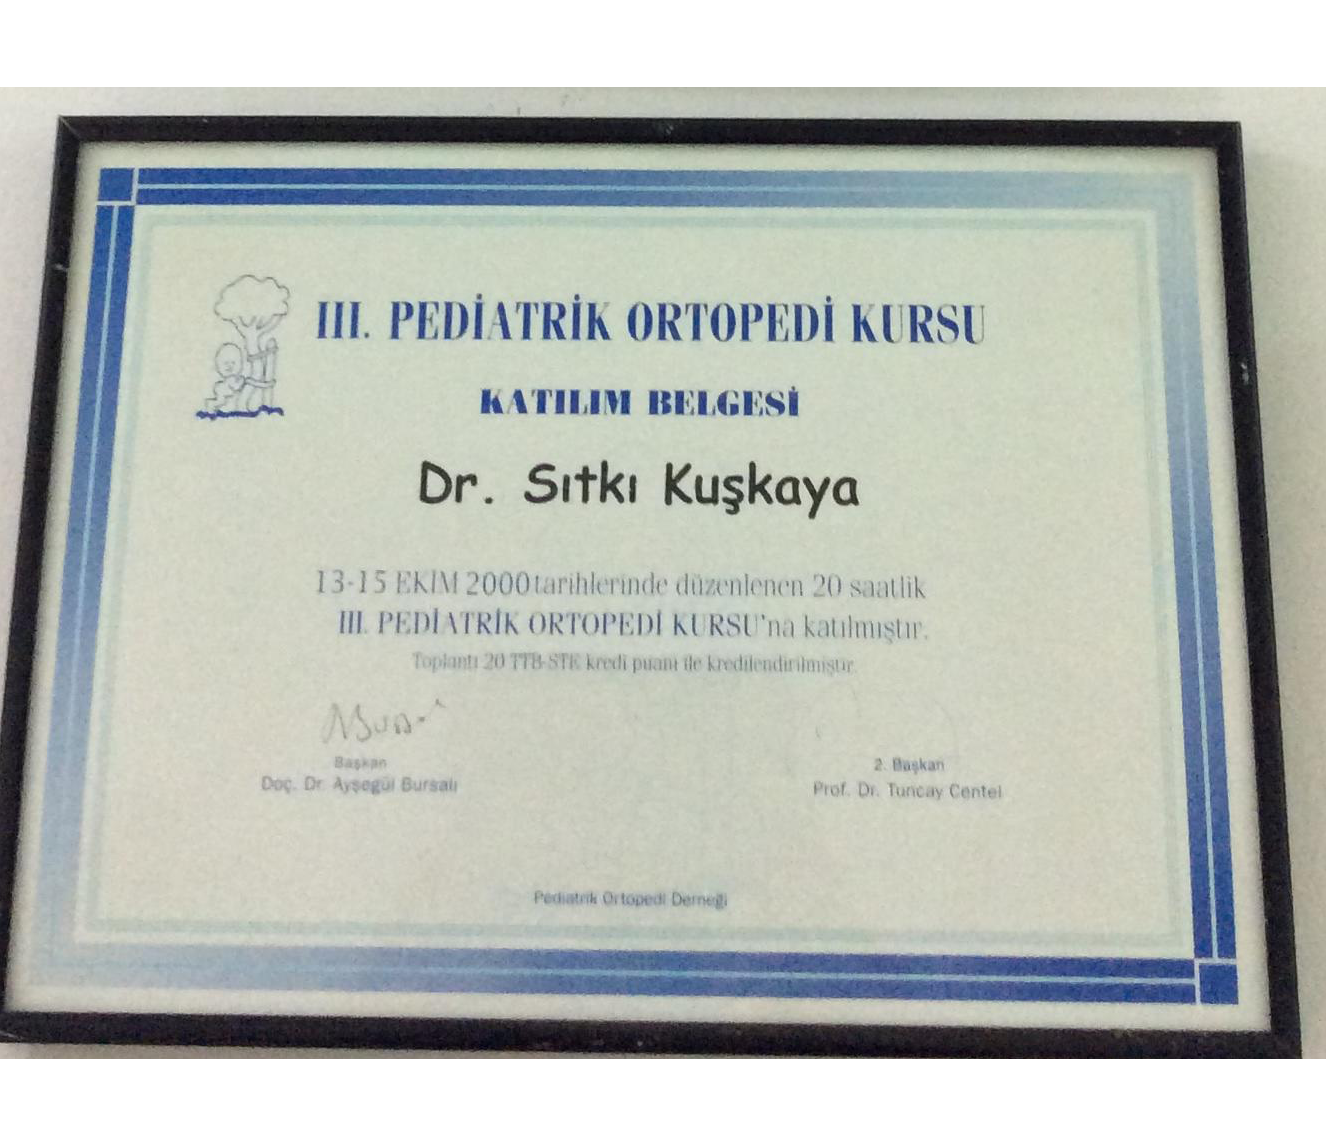 III. PEDİATRİK ORTOPEDİ KURSU
KATILIM BELGESİ
Dr. Sıtkı Kuşkaya
13-15 EKİM 2000 tarihlerinde düzenlenen 20 saatlik
III. PEDİATRİK ORTOPEDİ KURSU'na katılmıştır.
Toplantı 20 TTB-STE kredi puanı ile kredilendirilmiştir.
Başkan
Doç. Dr. Ayşegül Bursalı
2. Başkan
Prof. Dr. Tuncay Centel
Pediatrik Ortopedi Derneği